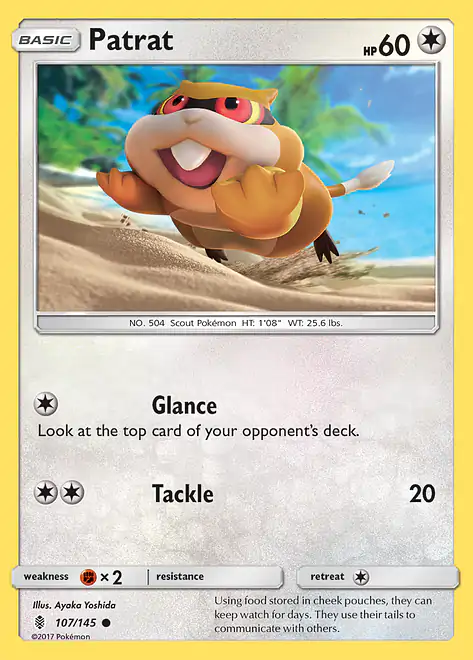 BASIC Patrat HP 60
NO. 504 Scout Pokémon HT: 1'08" WT: 25.6 lbs.
Glance
Look at the top card of your opponent's deck.
Tackle 20
weakness × 2 resistance retreat
Illus. Ayaka Yoshida
107/145
©2017 Pokémon
Using food stored in cheek pouches, they can
keep watch for days. They use their tails to
communicate with others.